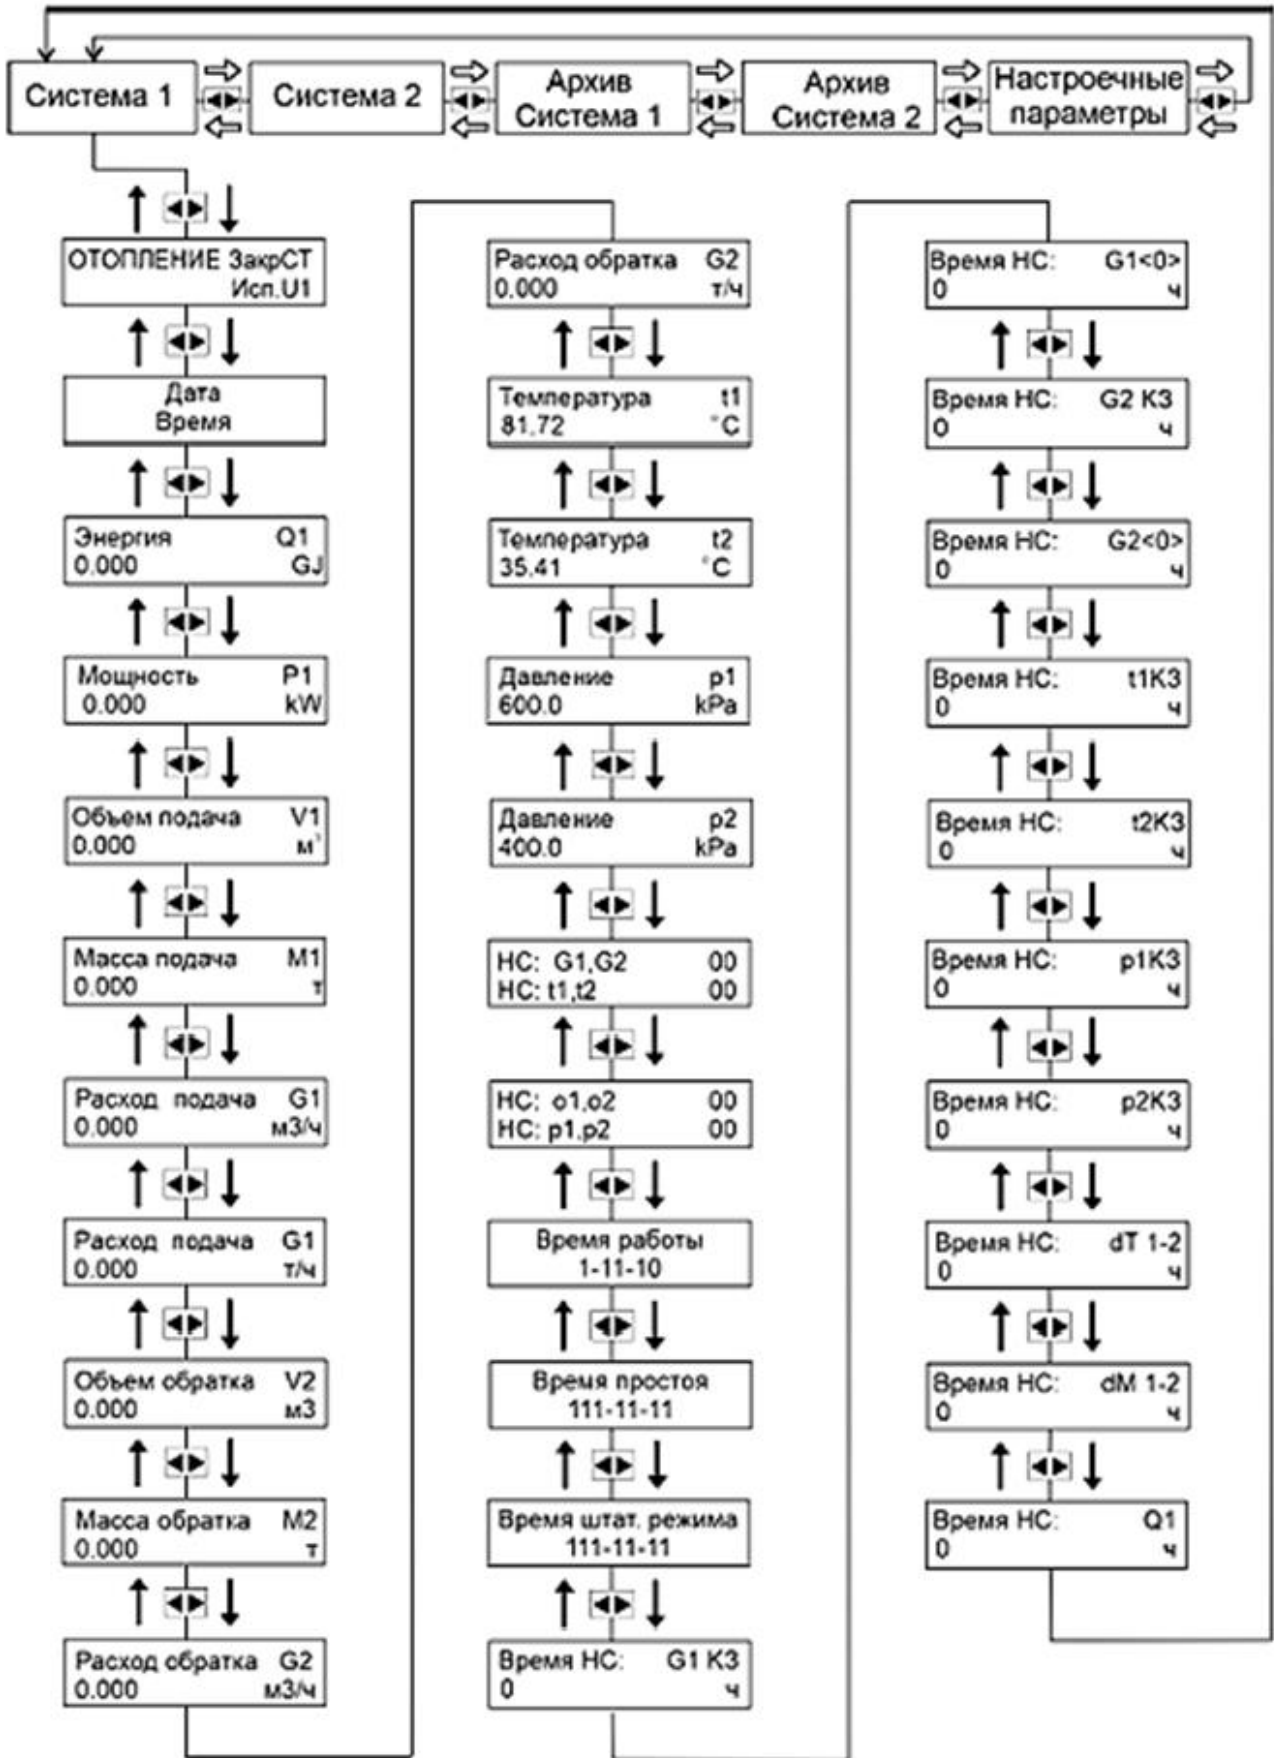 Система 1
Система 2
Архив
Система 1
Архив
Система 2
Настроечные
параметры
ОТОПЛЕНИЕ ЗакрСТ
Исп.U1
Дата
Время
Энергия Q1
0.000 GJ
Мощность P1
0.000 kW
Объем подача V1
0.000 м³
Масса подача M1
0.000 т
Расход подача G1
0.000 м3/ч
Расход подача G1
0.000 т/ч
Объем обратка V2
0.000 м3
Масса обратка M2
0.000 т
Расход обратка G2
0.000 м3/ч
Расход обратка G2
0.000 т/ч
Температура t1
81.72 °C
Температура t2
35.41 °C
Давление p1
600.0 kPa
Давление p2
400.0 kPa
НС: G1,G2 00
НС: t1,t2 00
НС: o1,o2 00
НС: p1,p2 00
Время работы
1-11-10
Время простоя
111-11-11
Время штат. режима
111-11-11
Время НС: G1 К3
0 ч
Время НС: G1<0>
0 ч
Время НС: G2 К3
0 ч
Время НС: G2<0>
0 ч
Время НС: t1К3
0 ч
Время НС: t2К3
0 ч
Время НС: p1К3
0 ч
Время НС: p2К3
0 ч
Время НС: dT 1-2
0 ч
Время НС: dM 1-2
0 ч
Время НС: Q1
0 ч